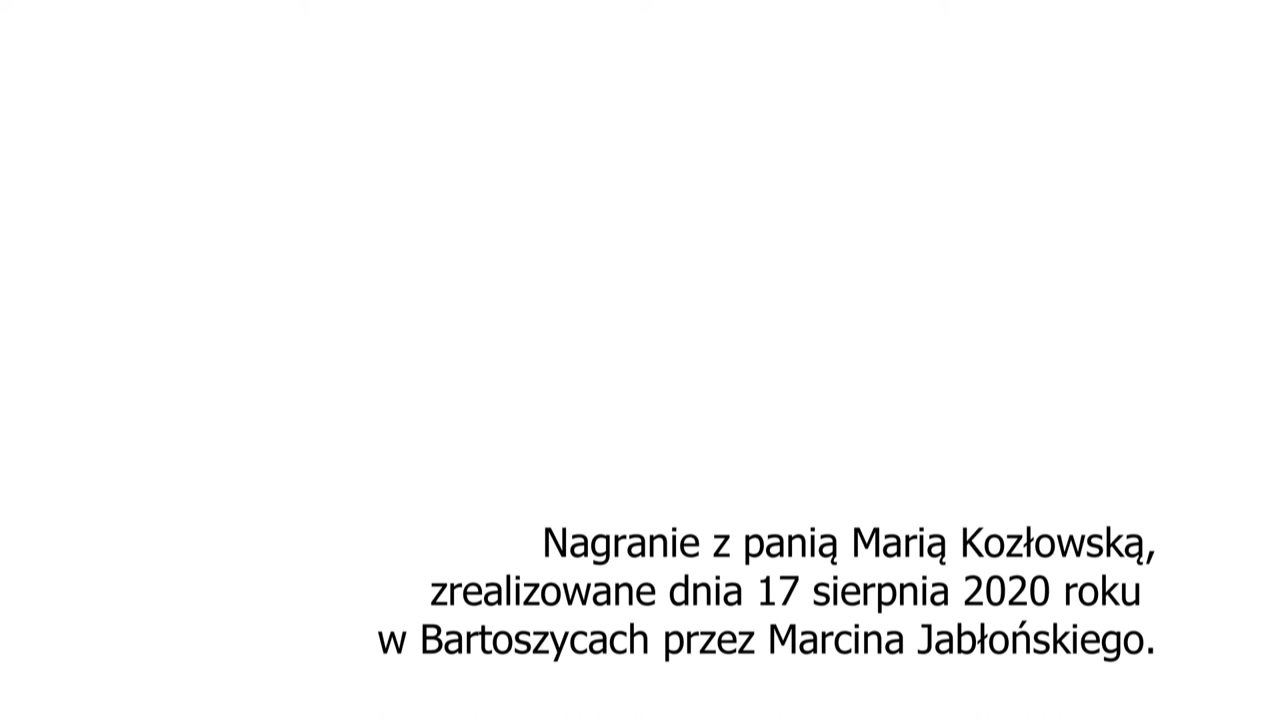 Nagranie z panią Marią Kozłowską,
zrealizowane dnia 17 sierpnia 2020 roku
w Bartoszycach przez Marcina Jabłońskiego.